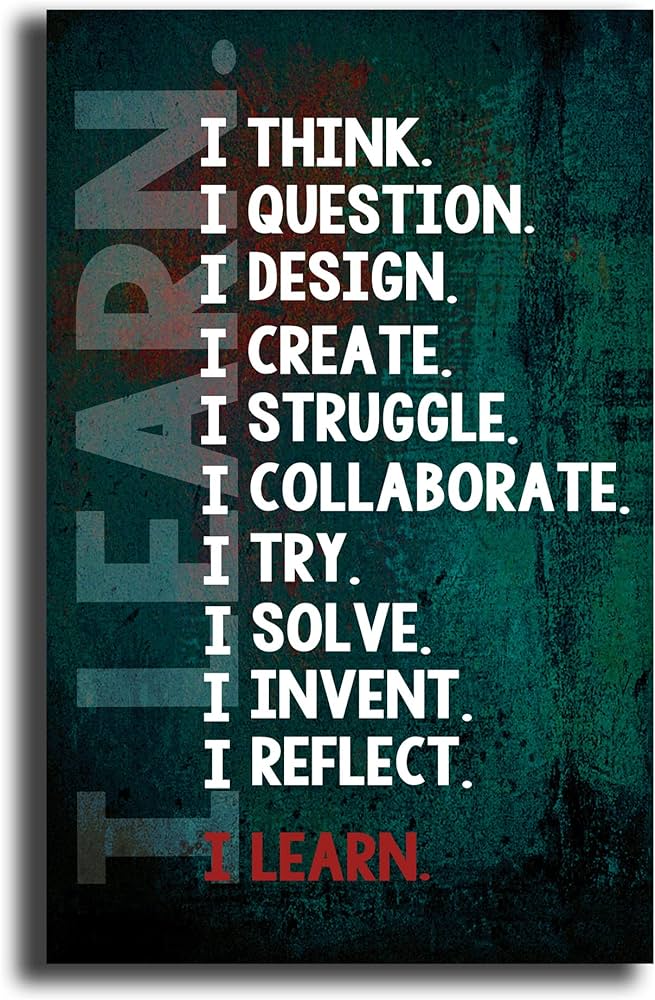 I LEARN.
I THINK.
I QUESTION.
I DESIGN.
I CREATE.
I STRUGGLE.
I COLLABORATE.
I TRY.
I SOLVE.
I INVENT.
I REFLECT.
I LEARN.